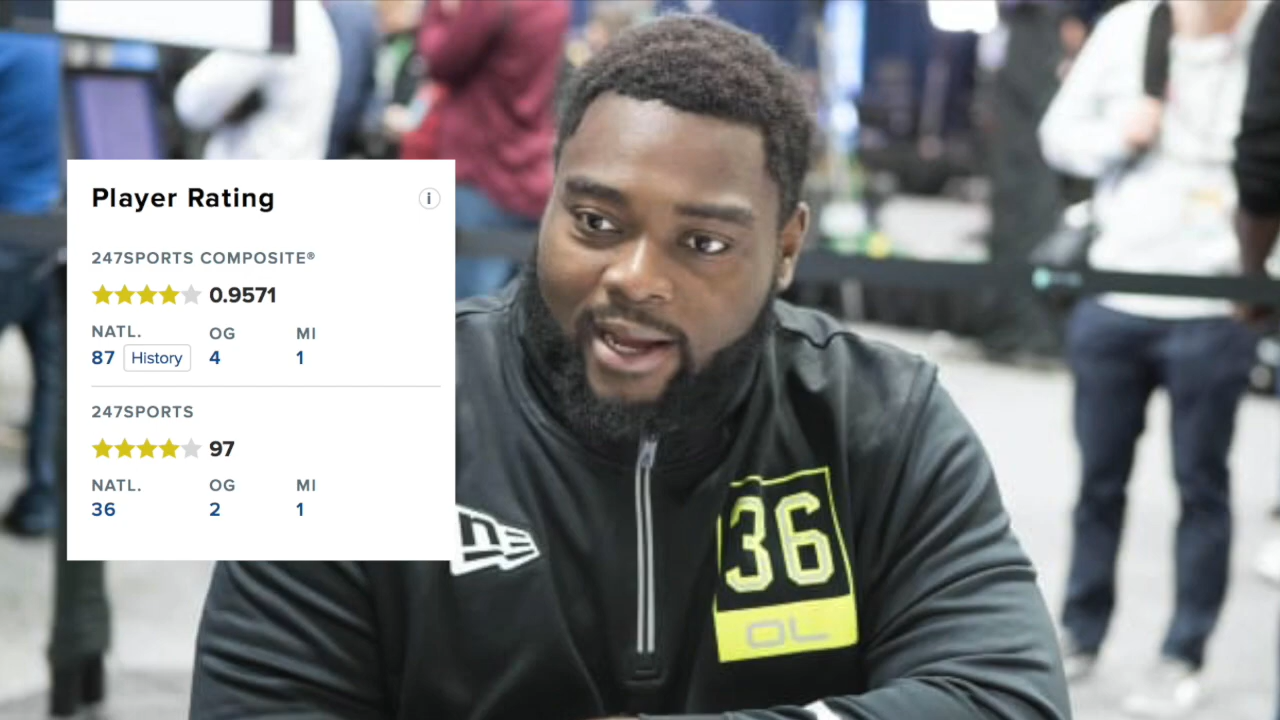 Player Rating
i
247SPORTS COMPOSITE®
0.9571
NATL. OG MI
87 History 4 1
247SPORTS
97
NATL. OG MI
36 2 1
36
OL